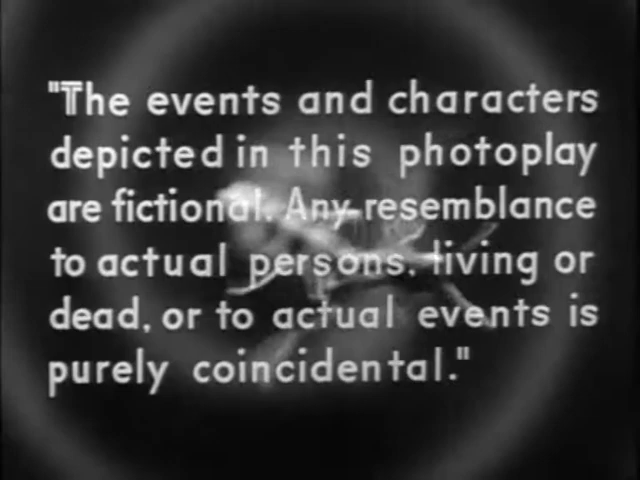 "The events and characters
depicted in this photoplay
are fictional. Any resemblance
to actual persons, living or
dead, or to actual events is
purely coincidental."